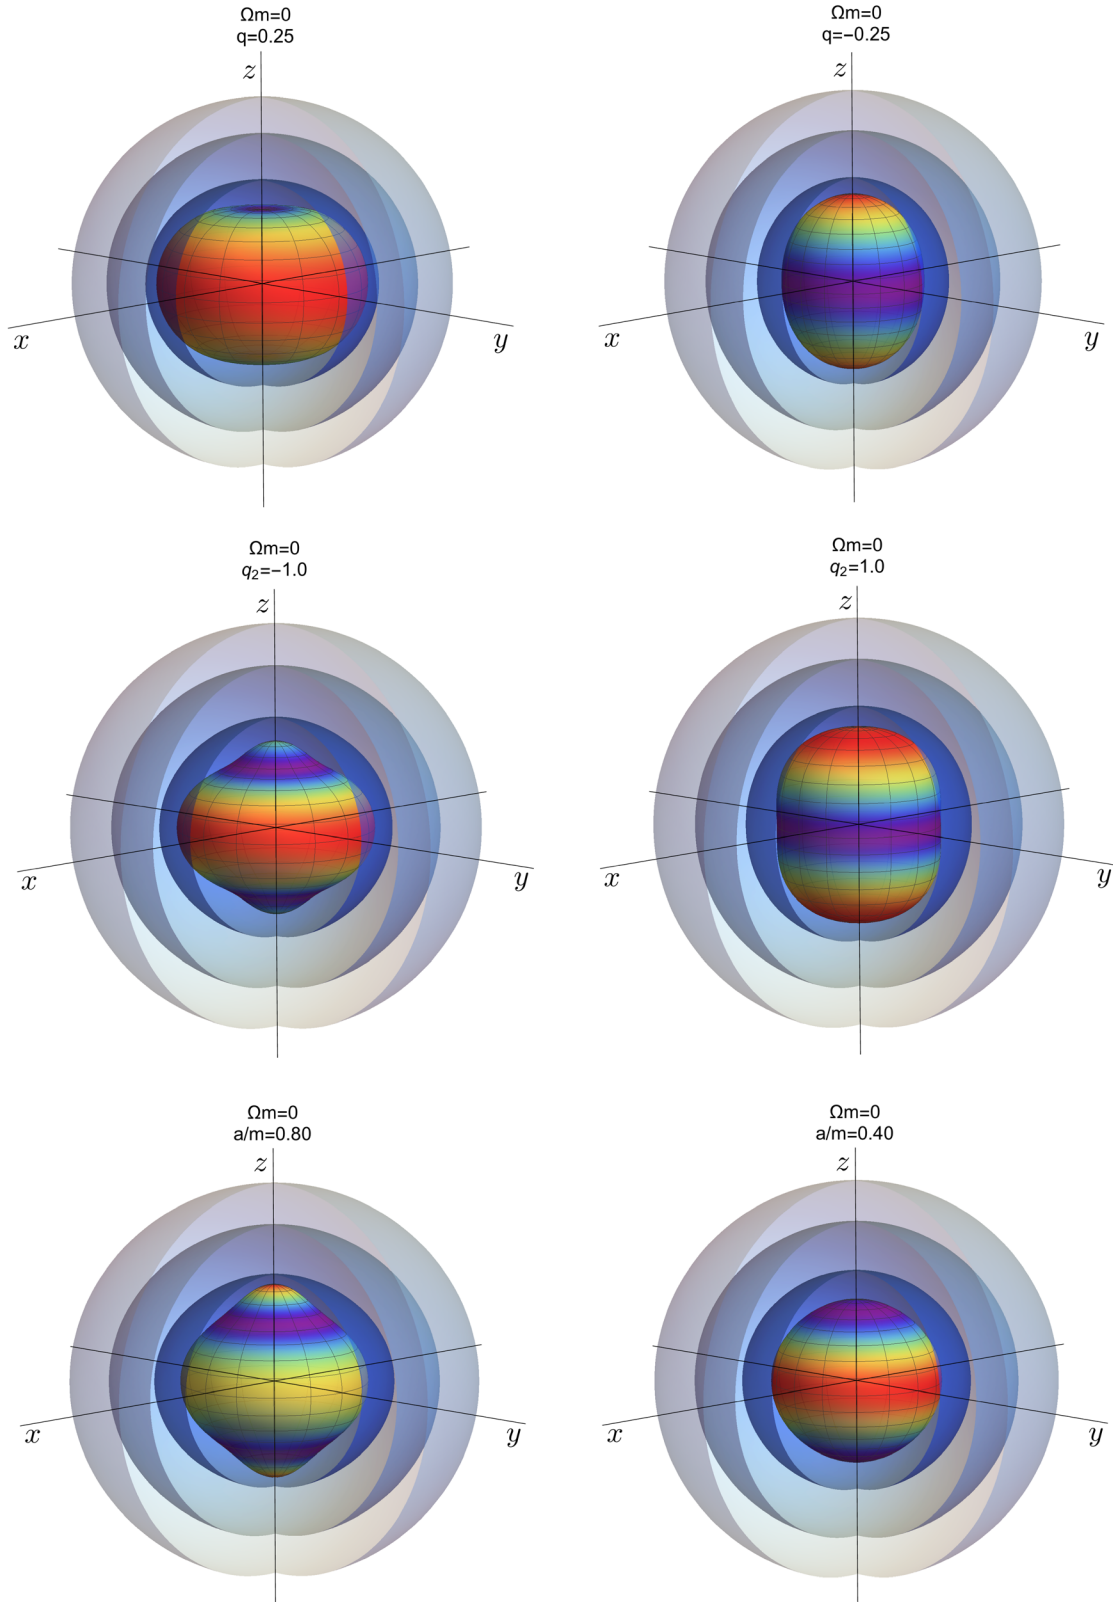 Ωm=0
q=0.25
z
x
y
Ωm=0
q=−0.25
z
x
y
Ωm=0
q₂=−1.0
z
x
y
Ωm=0
q₂=1.0
z
x
y
Ωm=0
a/m=0.80
z
x
y
Ωm=0
a/m=0.40
z
x
y